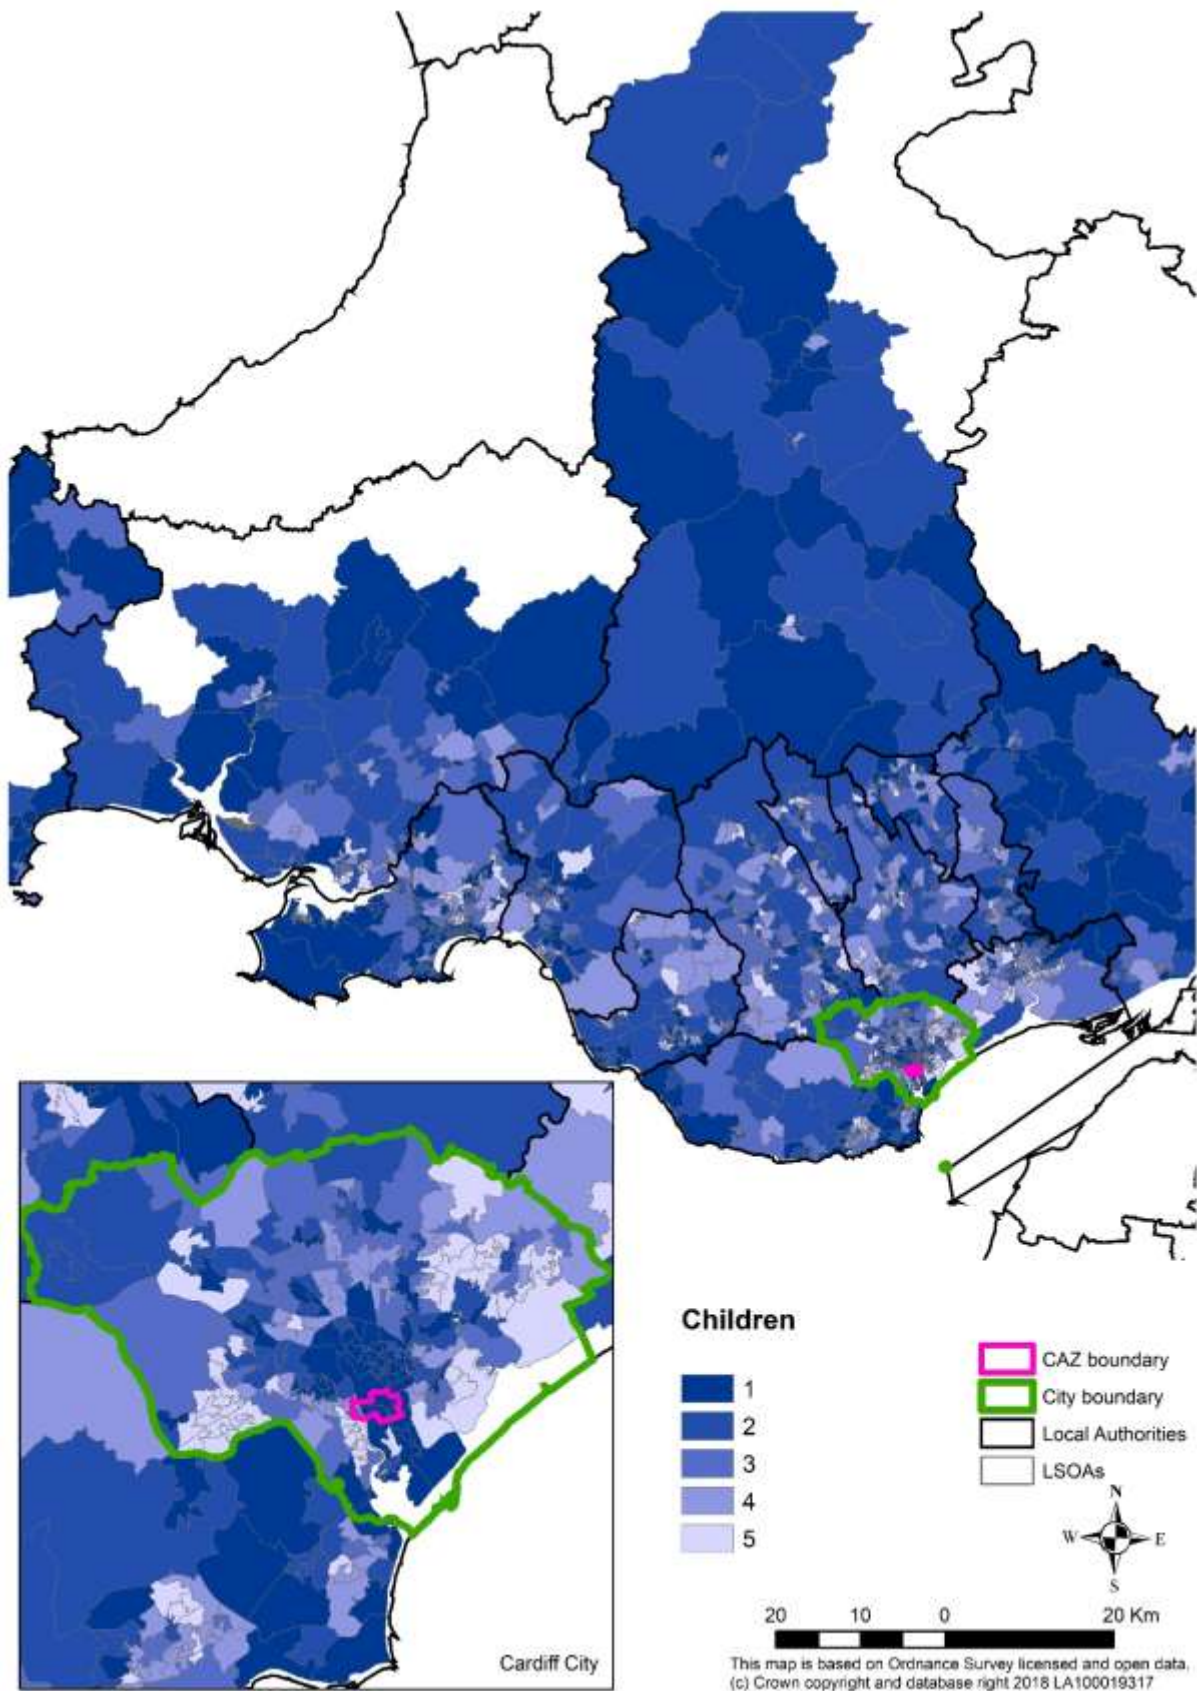 Cardiff City
Children
1
2
3
4
5
CAZ boundary
City boundary
Local Authorities
LSOAs
N
W
E
S
20 10 0 20 Km
This map is based on Ordnance Survey licensed and open data.
(c) Crown copyright and database right 2018 LA100019317